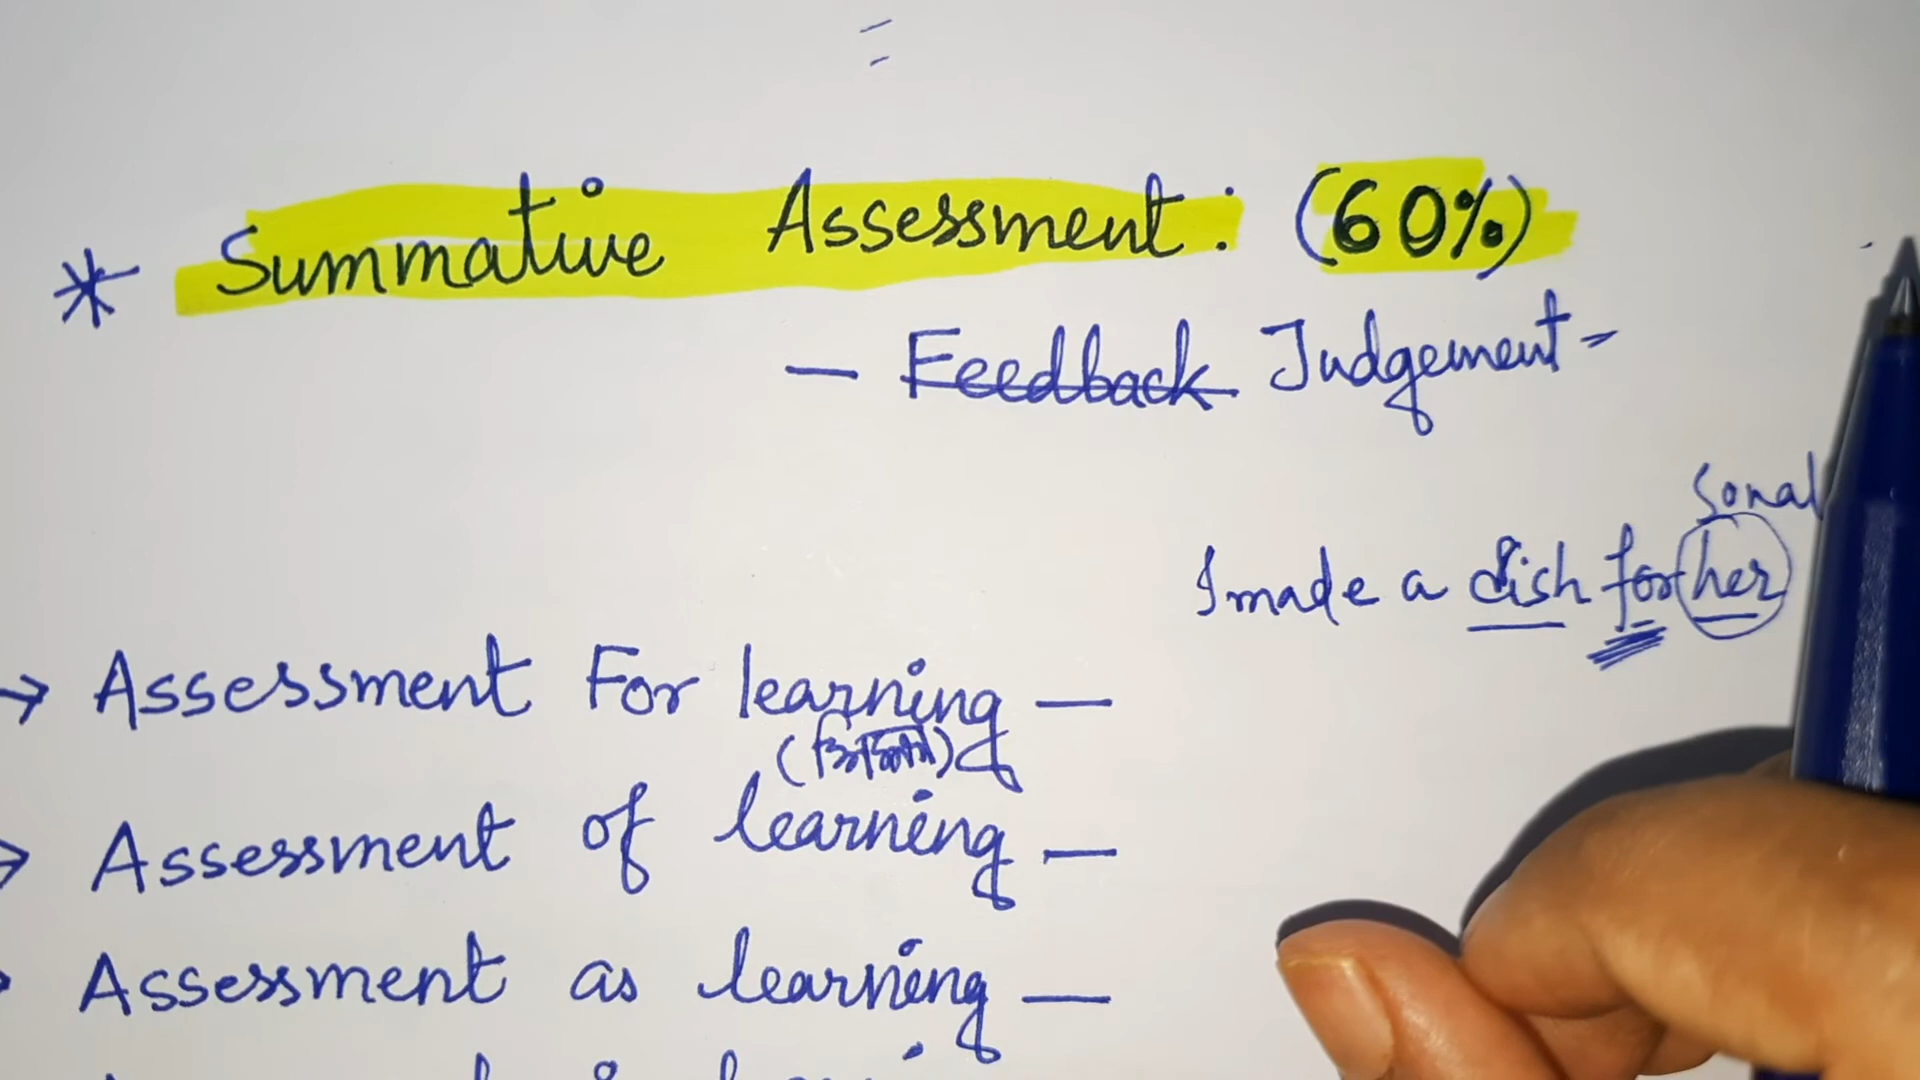 * Summative Assessment: (60%)
— Feedback Judgement -
Sonal
I made a dish for her
→ Assessment For learning —
→ Assessment of learning —
→ Assessment as learning —